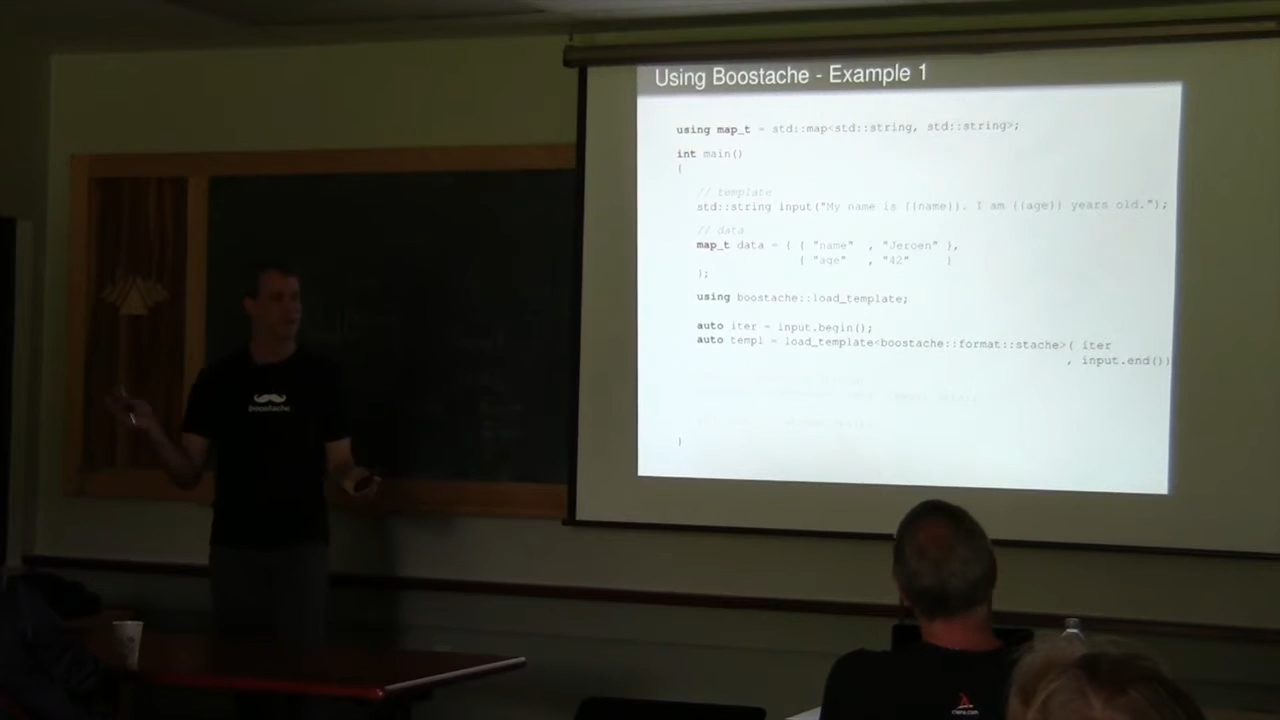 Using Boostache - Example 1
using map_t = std::map<std::string, std::string>;
int main()
{
// template
std::string input("My name is {{name}}. I am {{age}} years old.");
// data
map_t data = { { "name" , "Jeroen" },
{ "age" , "42" }
};
using boostache::load_template;
auto iter = input.begin();
auto templ = load_template<boostache::format::stache>( iter
, input.end())
}
boostache